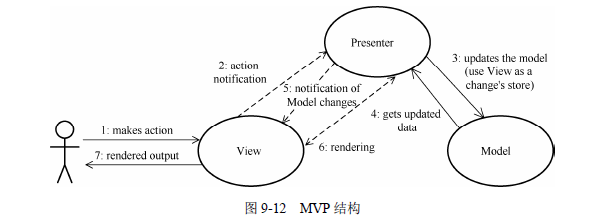 Presenter
2: action
notification
3: updates the model
(use View as a
change's store)
5: notification of
Model changes
4: gets updated
data
1: makes action
7: rendered output
View
6: rendering
Model
图 9-12 MVP 结构